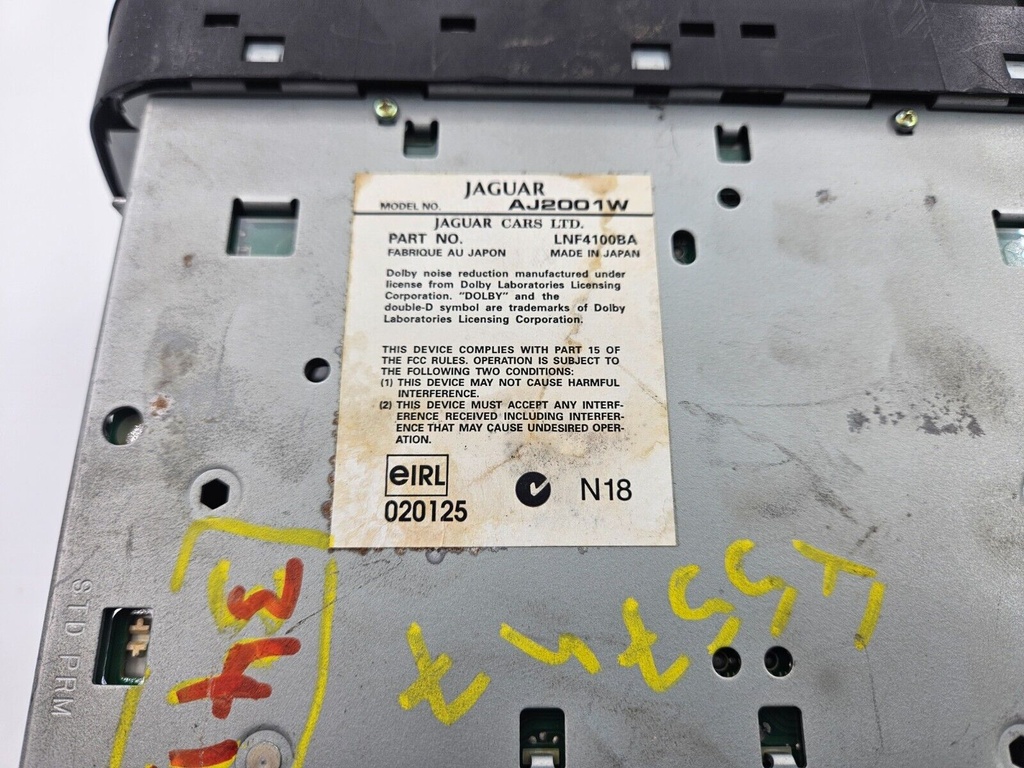 JAGUAR
MODEL NO. AJ2001W
JAGUAR CARS LTD.
PART NO. LNF4100BA
FABRIQUE AU JAPON MADE IN JAPAN
Dolby noise reduction manufactured under
license from Dolby Laboratories Licensing
Corporation. "DOLBY" and the
double-D symbol are trademarks of Dolby
Laboratories Licensing Corporation.
THIS DEVICE COMPLIES WITH PART 15 OF
THE FCC RULES. OPERATION IS SUBJECT TO
THE FOLLOWING TWO CONDITIONS:
(1) THIS DEVICE MAY NOT CAUSE HARMFUL
INTERFERENCE.
(2) THIS DEVICE MUST ACCEPT ANY INTERF-
ERENCE RECEIVED INCLUDING INTERFER-
ENCE THAT MAY CAUSE UNDESIRED OPER-
ATION.
eIRL N18
020125
STD PRM